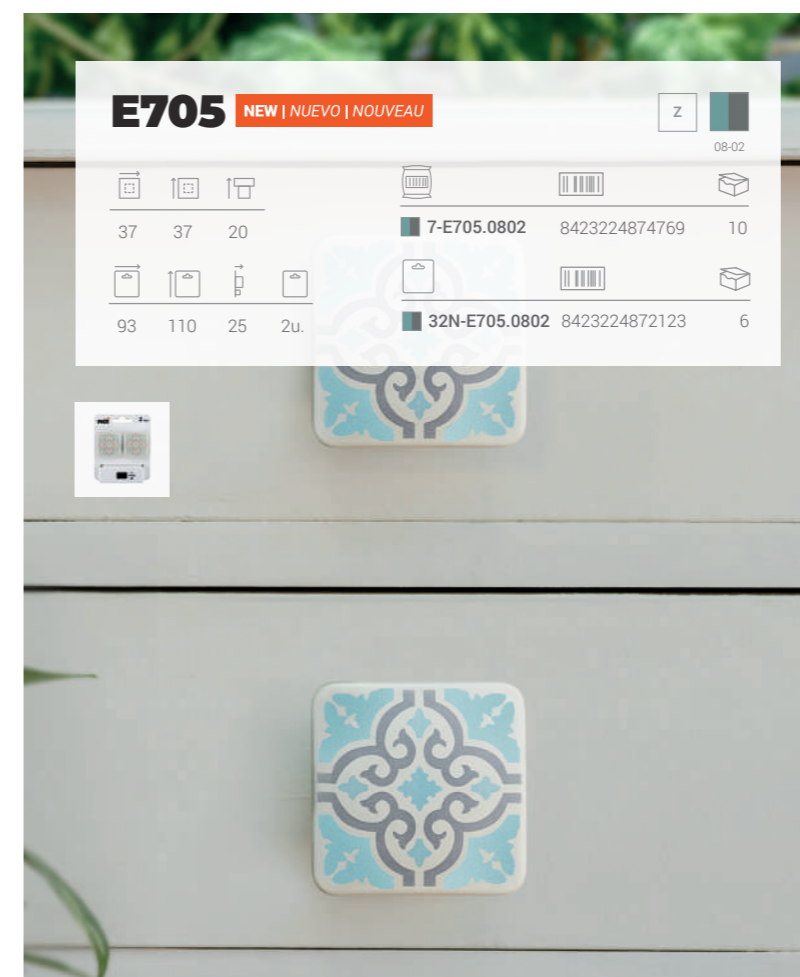 E705 NEW | NUEVO | NOUVEAU
Z
08-02
37 37 20
7-E705.0802 8423224874769 10
93 110 25 2u.
32N-E705.0802 8423224872123 6